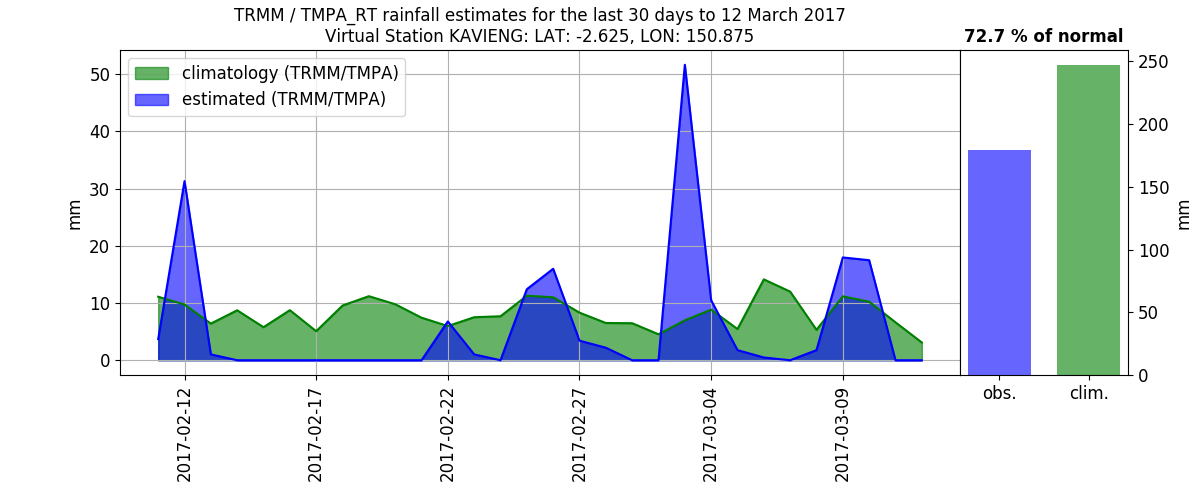 TRMM / TMPA_RT rainfall estimates for the last 30 days to 12 March 2017
Virtual Station KAVIENG: LAT: -2.625, LON: 150.875
72.7 % of normal
climatology (TRMM/TMPA)
estimated (TRMM/TMPA)
mm
50
40
30
20
10
0
2017-02-12
2017-02-17
2017-02-22
2017-02-27
2017-03-04
2017-03-09
250
200
150
100
50
0
mm
obs.
clim.